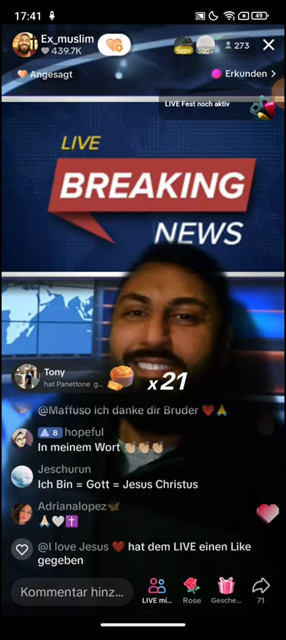 17:41
49
Ex_muslim
439.7K
500+
273
Angesagt
Erkunden >
LIVE Fest noch aktiv
LIVE
BREAKING
NEWS
Tony
hat Panettone g...
x21
@Maffuso ich danke dir Bruder ❤️🙏
8 hopeful
In meinem Wort 👏🏼👏🏼👏🏼
Jeschurun
Ich Bin = Gott = Jesus Christus
Adrianalopez🦋
🙏🏻🤍✝️
@I love Jesus ❤️ hat dem LIVE einen Like
gegeben
Kommentar hinz...
LIVE mi...
Rose
Gesche...
71